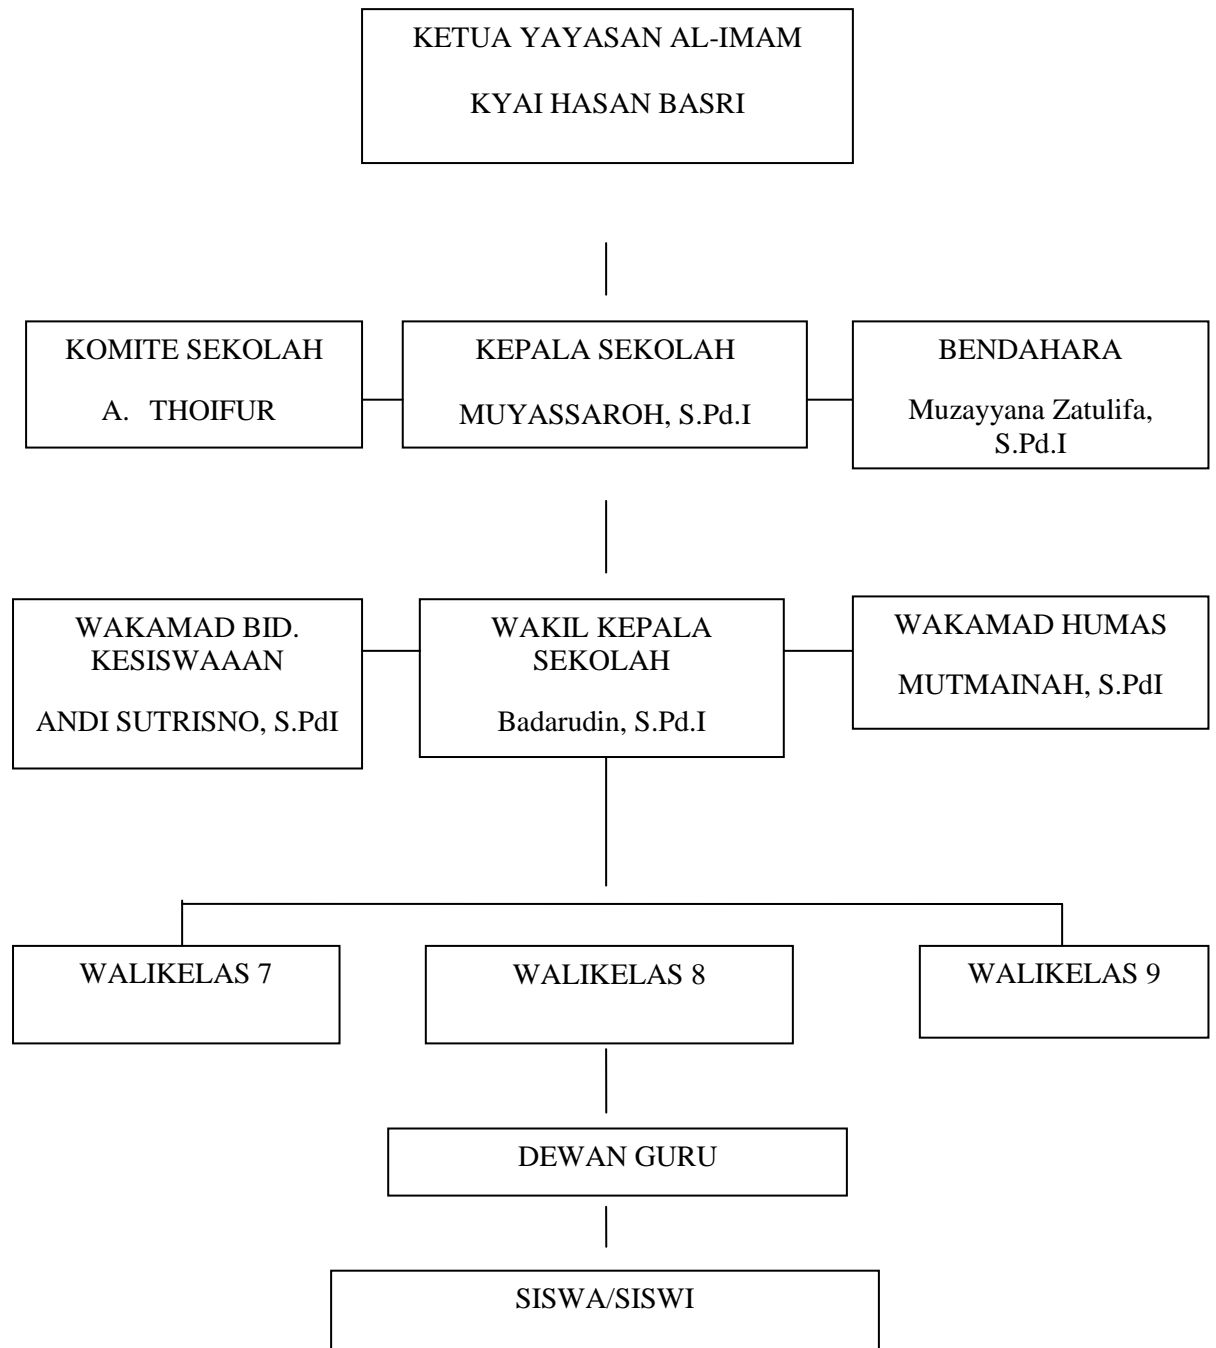 KETUA YAYASAN AL-IMAM
KYAI HASAN BASRI
KOMITE SEKOLAH
A. THOIFUR
KEPALA SEKOLAH
MUYASSAROH, S.Pd.I
BENDAHARA
Muzayyana Zatulifa,
S.Pd.I
WAKAMAD BID.
KESISWAAAN
ANDI SUTRISNO, S.PdI
WAKIL KEPALA
SEKOLAH
Badarudin, S.Pd.I
WAKAMAD HUMAS
MUTMAINAH, S.PdI
WALIKELAS 7
WALIKELAS 8
WALIKELAS 9
DEWAN GURU
SISWA/SISWI